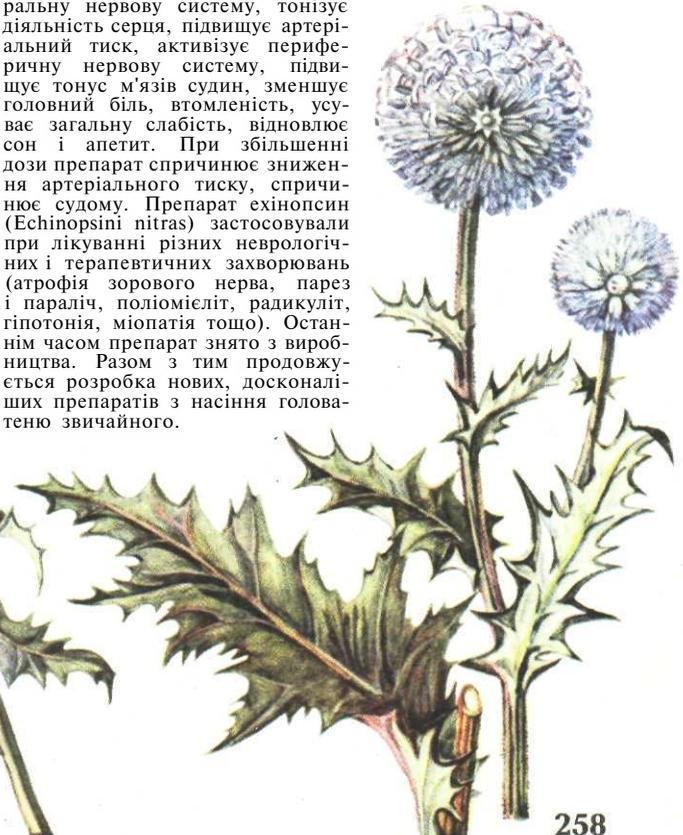 ральну нервову систему, тонізує
діяльність серця, підвищує артері-
альний тиск, активізує перифе-
ричну нервову систему, підви-
щує тонус м'язів судин, зменшує
головний біль, втомленість, усу-
ває загальну слабість, відновлює
сон і апетит. При збільшенні
дози препарат спричинює знижен-
ня артеріального тиску, спричи-
нює судому. Препарат ехінопсин
(Echinopsini nitras) застосовували
при лікуванні різних неврологіч-
них і терапевтичних захворювань
(атрофія зорового нерва, парез
і параліч, поліомієліт, радикуліт,
гіпотонія, міопатія тощо). Остан-
нім часом препарат знято з вироб-
ництва. Разом з тим продовжу-
ється розробка нових, досконалі-
ших препаратів з насіння голова-
теню звичайного.
258